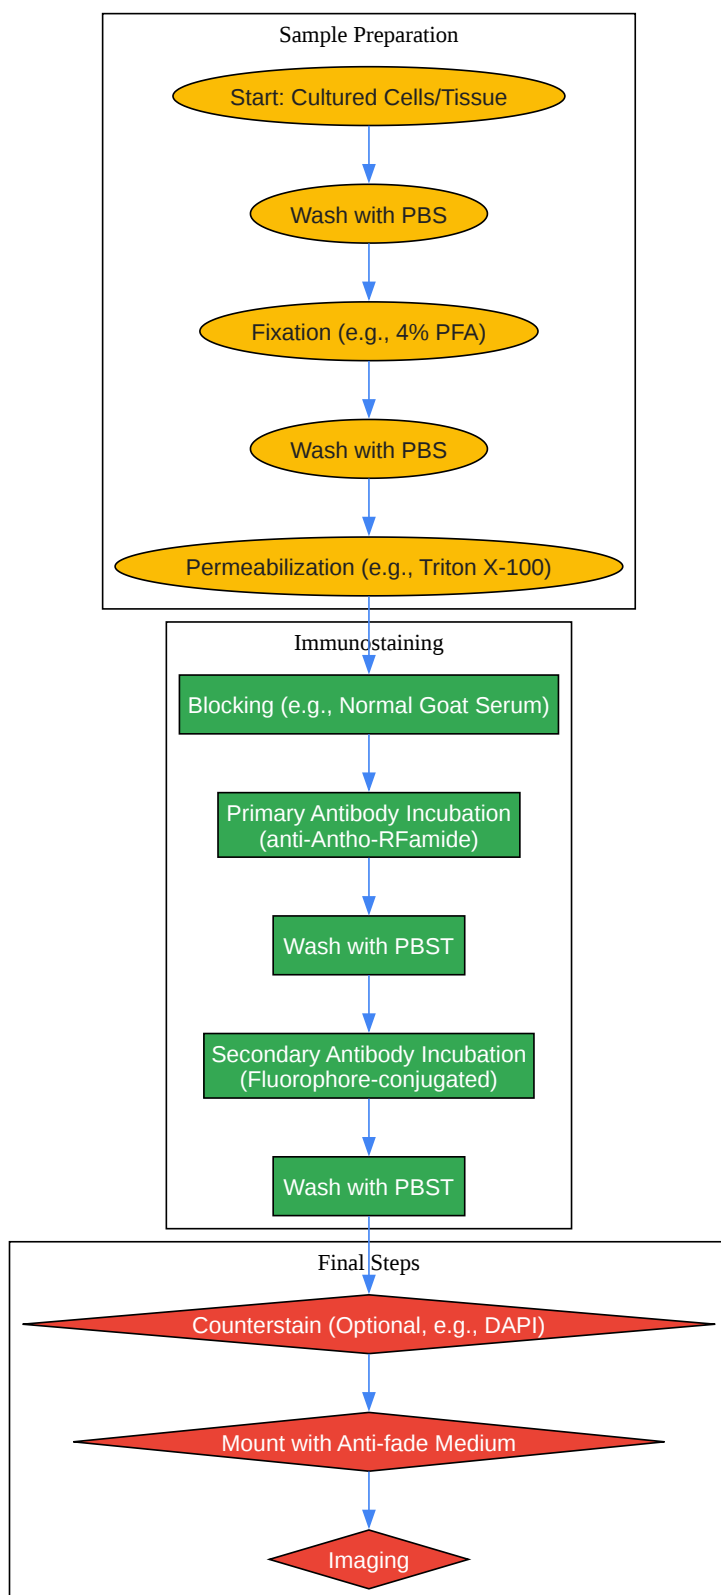 Sample Preparation
Start: Cultured Cells/Tissue
Wash with PBS
Fixation (e.g., 4% PFA)
Wash with PBS
Permeabilization (e.g., Triton X-100)
Immunostaining
Blocking (e.g., Normal Goat Serum)
Primary Antibody Incubation
(anti-Antho-RFamide)
Wash with PBST
Secondary Antibody Incubation
(Fluorophore-conjugated)
Wash with PBST
Final Steps
Counterstain (Optional, e.g., DAPI)
Mount with Anti-fade Medium
Imaging